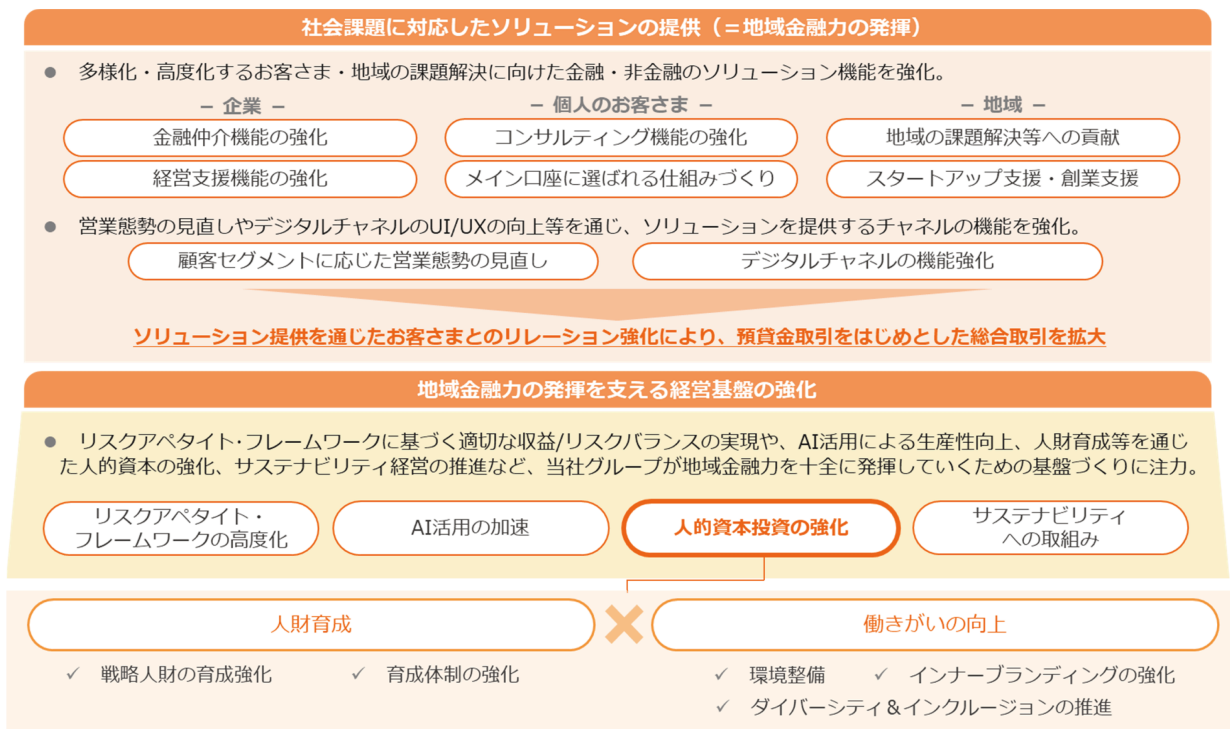 社会課題に対応したソリューションの提供（＝地域金融力の発揮）
● 多様化・高度化するお客さま・地域の課題解決に向けた金融・非金融のソリューション機能を強化。
－ 企業 －
－ 個人のお客さま －
－ 地域 －
金融仲介機能の強化
コンサルティング機能の強化
地域の課題解決等への貢献
経営支援機能の強化
メイン口座に選ばれる仕組みづくり
スタートアップ支援・創業支援
● 営業態勢の見直しやデジタルチャネルのUI/UXの向上等を通じ、ソリューションを提供するチャネルの機能を強化。
顧客セグメントに応じた営業態勢の見直し
デジタルチャネルの機能強化
ソリューション提供を通じたお客さまとのリレーション強化により、預貸金取引をはじめとした総合取引を拡大
地域金融力の発揮を支える経営基盤の強化
● リスクアペタイト・フレームワークに基づく適切な収益/リスクバランスの実現や、AI活用による生産性向上、人財育成等を通じ
た人的資本の強化、サステナビリティ経営の推進など、当社グループが地域金融力を十全に発揮していくための基盤づくりに注力。
リスクアペタイト・
フレームワークの高度化
AI活用の加速
人的資本投資の強化
サステナビリティ
への取組み
人財育成
働きがいの向上
✓ 戦略人財の育成強化
✓ 育成体制の強化
✓ 環境整備
✓ インナーブランディングの強化
✓ ダイバーシティ＆インクルージョンの推進